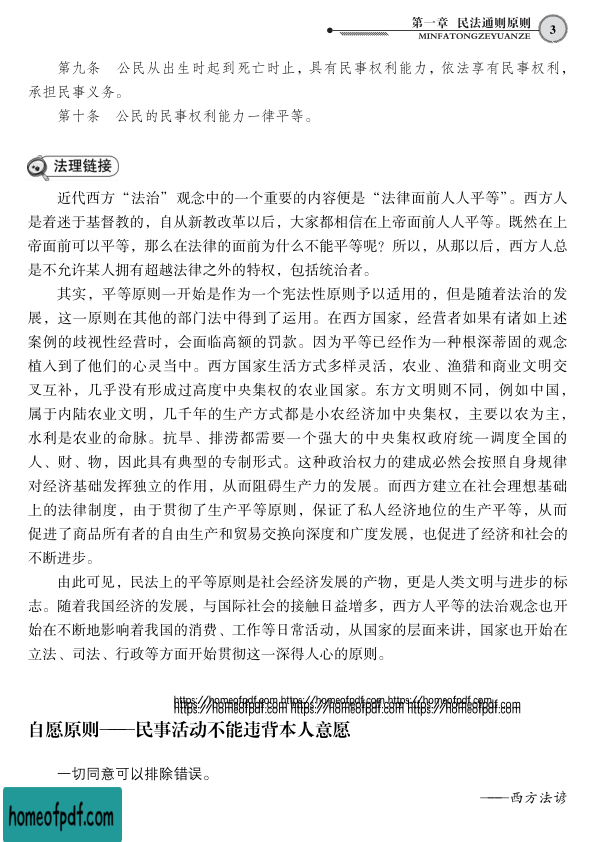 第一章 民法通则原则
MINFATONGZEYUANZE
3
第九条 公民从出生时起到死亡时止，具有民事权利能力，依法享有民事权利，
承担民事义务。
第十条 公民的民事权利能力一律平等。
法理链接
近代西方“法治”观念中的一个重要的内容便是“法律面前人人平等”。西方人
是着迷于基督教的，自从新教改革以后，大家都相信在上帝面前人人平等。既然在上
帝面前可以平等，那么在法律的面前为什么不能平等呢？所以，从那以后，西方人总
是不允许某人拥有超越法律之外的特权，包括统治者。
其实，平等原则一开始是作为一个宪法性原则予以适用的，但是随着法治的发
展，这一原则在其他的部门法中得到了运用。在西方国家，经营者如果有诸如上述
案例的歧视性经营时，会面临高额的罚款。因为平等已经作为一种根深蒂固的观念
植入到了他们的心灵当中。西方国家生活方式多样灵活，农业、渔猎和商业文明交
叉互补，几乎没有形成过高度中央集权的农业国家。东方文明则不同，例如中国，
属于内陆农业文明，几千年的生产方式都是小农经济加中央集权，主要以农为主，
水利是农业的命脉。抗旱、排涝都需要一个强大的中央集权政府统一调度全国的
人、财、物，因此具有典型的专制形式。这种政治权力的建成必然会按照自身规律
对经济基础发挥独立的作用，从而阻碍生产力的发展。而西方建立在社会理想基础
上的法律制度，由于贯彻了生产平等原则，保证了私人经济地位的生产平等，从而
促进了商品所有者的自由生产和贸易交换向深度和广度发展，也促进了经济和社会的
不断进步。
由此可见，民法上的平等原则是社会经济发展的产物，更是人类文明与进步的标
志。随着我国经济的发展，与国际社会的接触日益增多，西方人平等的法治观念也开
始在不断地影响着我国的消费、工作等日常活动，从国家的层面来讲，国家也开始在
立法、司法、行政等方面开始贯彻这一深得人心的原则。
https://homeofpdf.com https://homeofpdf.com https://homeofpdf.com
https://homeofpdf.com https://homeofpdf.com https://homeofpdf.com
自愿原则——民事活动不能违背本人意愿
一切同意可以排除错误。
——西方法谚
homeofpdf.com